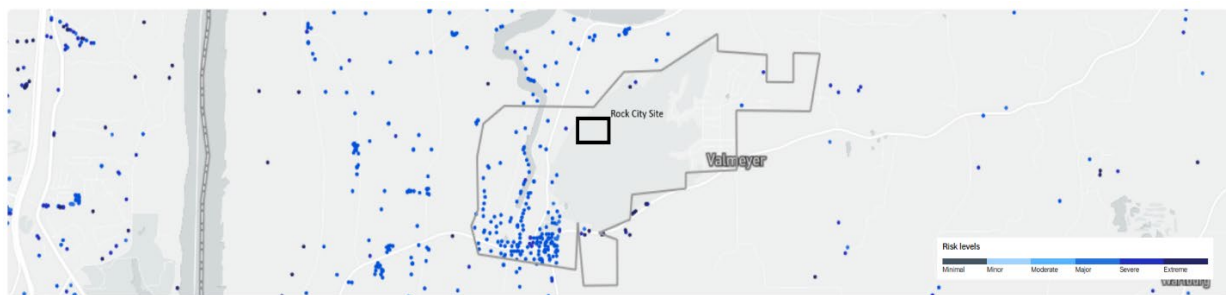 Rock City Site
Valmeyer
Risk levels
Minimal Minor Moderate Major Severe Extreme